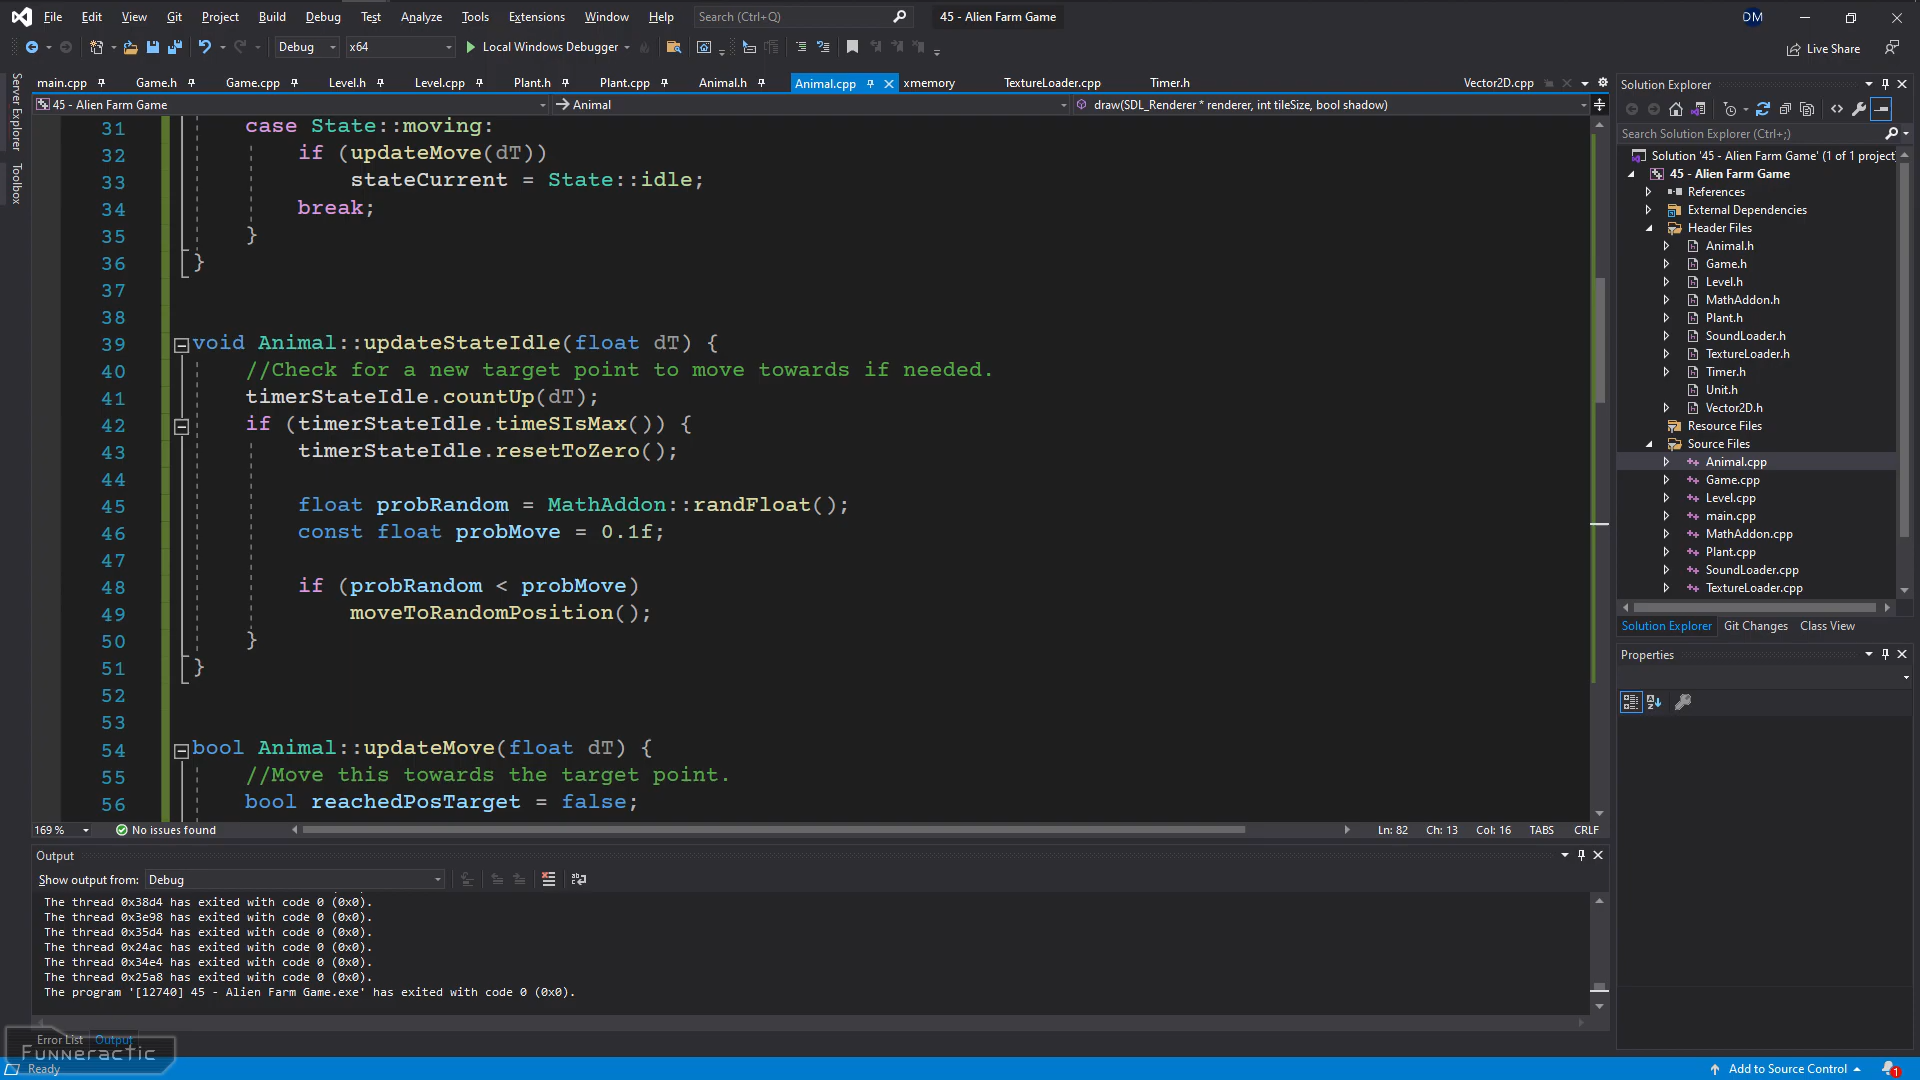 File Edit View Git Project Build Debug Test Analyze Tools Extensions Window Help Search (Ctrl+Q) 45 - Alien Farm Game DM
Debug x64 Local Windows Debugger Live Share
main.cpp Game.h Game.cpp Level.h Level.cpp Plant.h Plant.cpp Animal.h Animal.cpp xmemory TextureLoader.cpp Timer.h Vector2D.cpp
45 - Alien Farm Game Animal draw(SDL_Renderer * renderer, int tileSize, bool shadow)
Server Explorer
Toolbox
31 case State::moving:
32 if (updateMove(dT))
33 stateCurrent = State::idle;
34 break;
35 }
36 }
37
38
39 void Animal::updateStateIdle(float dT) {
40 //Check for a new target point to move towards if needed.
41 timerStateIdle.countUp(dT);
42 if (timerStateIdle.timeSIsMax()) {
43 timerStateIdle.resetToZero();
44
45 float probRandom = MathAddon::randFloat();
46 const float probMove = 0.1f;
47
48 if (probRandom < probMove)
49 moveToRandomPosition();
50 }
51 }
52
53
54 bool Animal::updateMove(float dT) {
55 //Move this towards the target point.
56 bool reachedPosTarget = false;
169 % No issues found Ln: 82 Ch: 13 Col: 16 TABS CRLF
Output
Show output from: Debug
The thread 0x38d4 has exited with code 0 (0x0).
The thread 0x3e98 has exited with code 0 (0x0).
The thread 0x35d4 has exited with code 0 (0x0).
The thread 0x24ac has exited with code 0 (0x0).
The thread 0x34e4 has exited with code 0 (0x0).
The thread 0x25a8 has exited with code 0 (0x0).
The program '[12740] 45 - Alien Farm Game.exe' has exited with code 0 (0x0).
Error List Output
Funneractic
Ready Add to Source Control 1
Solution Explorer
Search Solution Explorer (Ctrl+;)
Solution '45 - Alien Farm Game' (1 of 1 project
45 - Alien Farm Game
References
External Dependencies
Header Files
Animal.h
Game.h
Level.h
MathAddon.h
Plant.h
SoundLoader.h
TextureLoader.h
Timer.h
Unit.h
Vector2D.h
Resource Files
Source Files
Animal.cpp
Game.cpp
Level.cpp
main.cpp
MathAddon.cpp
Plant.cpp
SoundLoader.cpp
TextureLoader.cpp
Solution Explorer Git Changes Class View
Properties